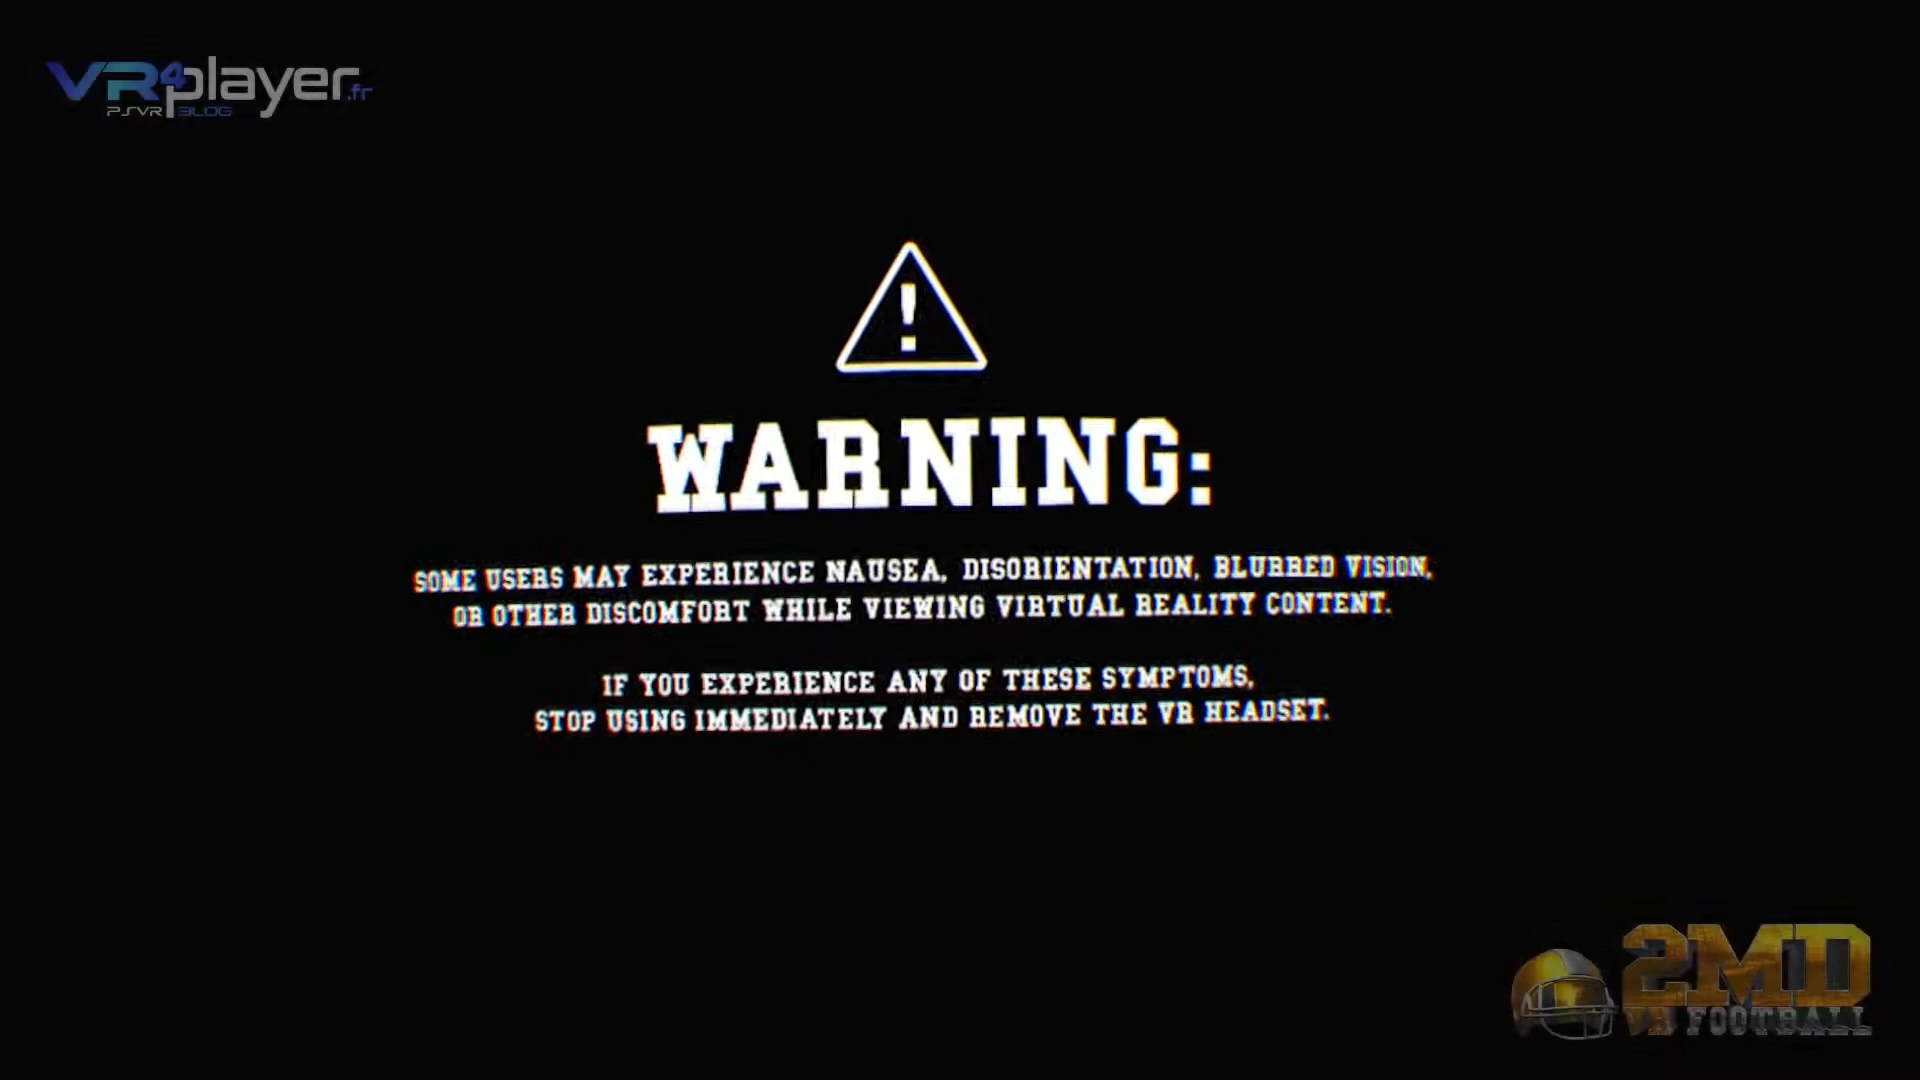 VR4player.fr
PSVR BLOG
!
WARNING:
SOME USERS MAY EXPERIENCE NAUSEA, DISORIENTATION, BLURRED VISION,
OR OTHER DISCOMFORT WHILE VIEWING VIRTUAL REALITY CONTENT.
IF YOU EXPERIENCE ANY OF THESE SYMPTOMS,
STOP USING IMMEDIATELY AND REMOVE THE VR HEADSET.
2MD
VR FOOTBALL